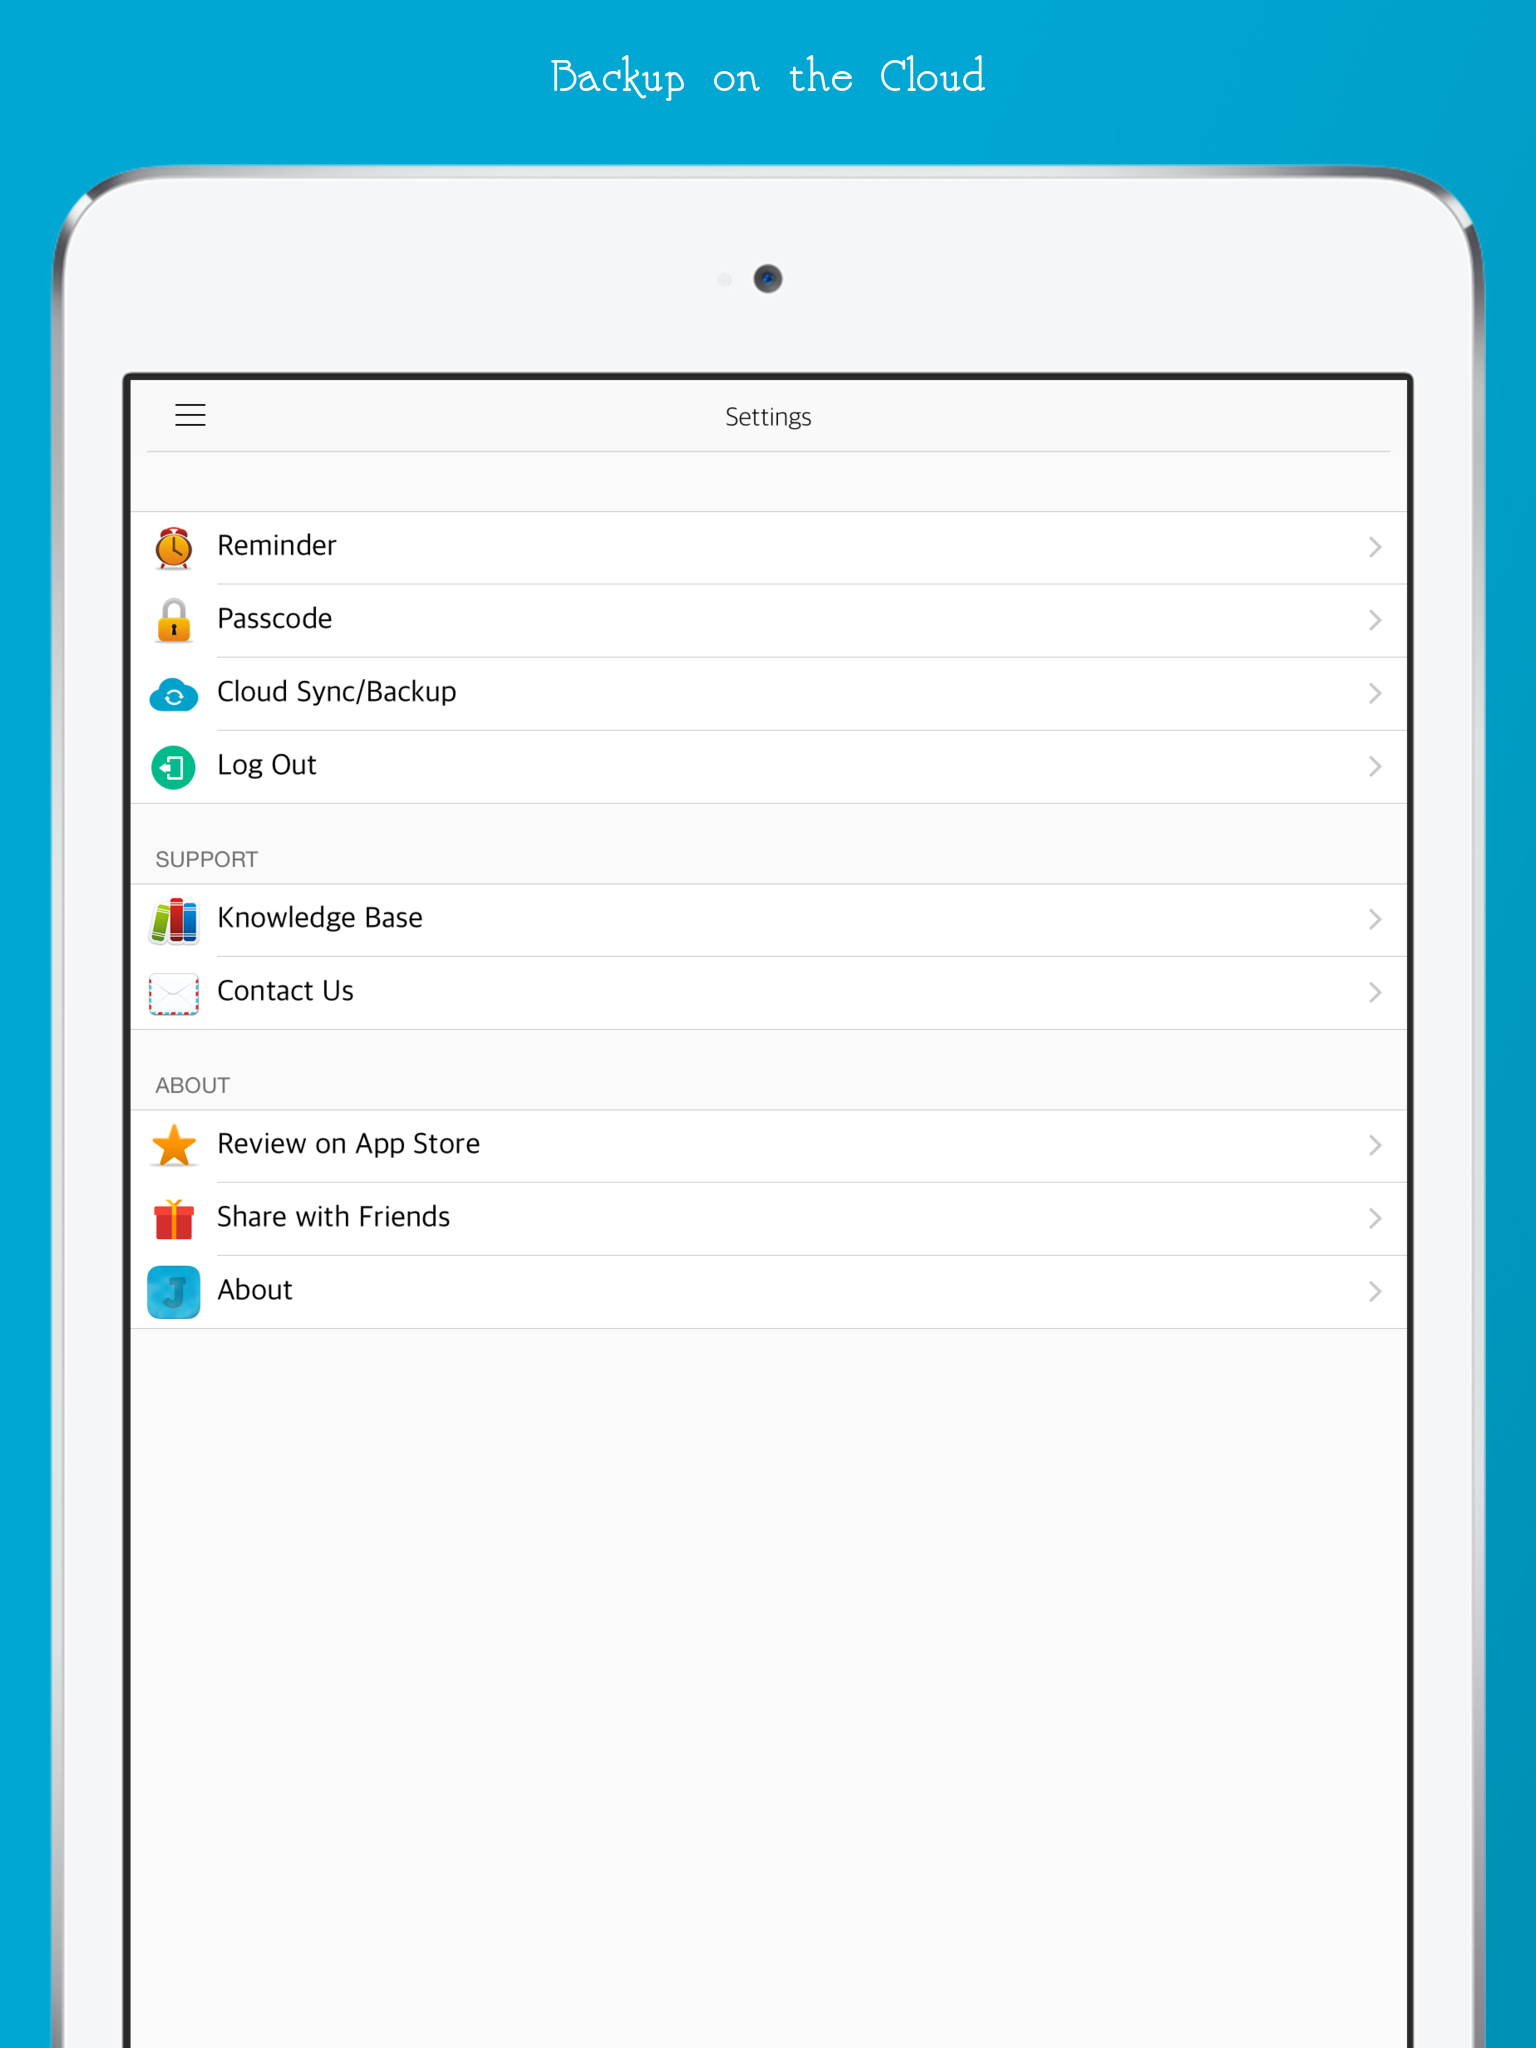 Backup on the Cloud
Settings
Reminder
Passcode
Cloud Sync/Backup
Log Out
SUPPORT
Knowledge Base
Contact Us
ABOUT
Review on App Store
Share with Friends
J
About